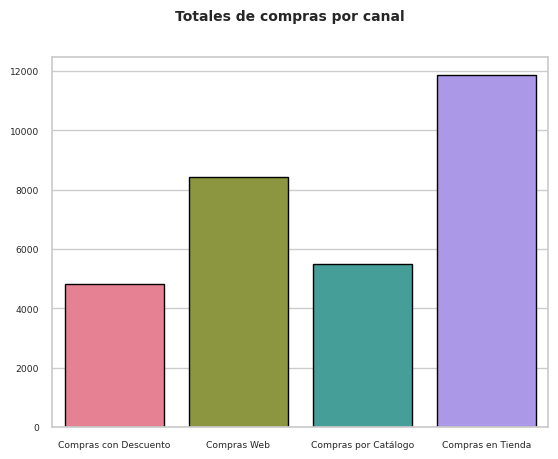 Totales de compras por canal
12000
10000
8000
6000
4000
2000
0
Compras con Descuento
Compras Web
Compras por Catálogo
Compras en Tienda